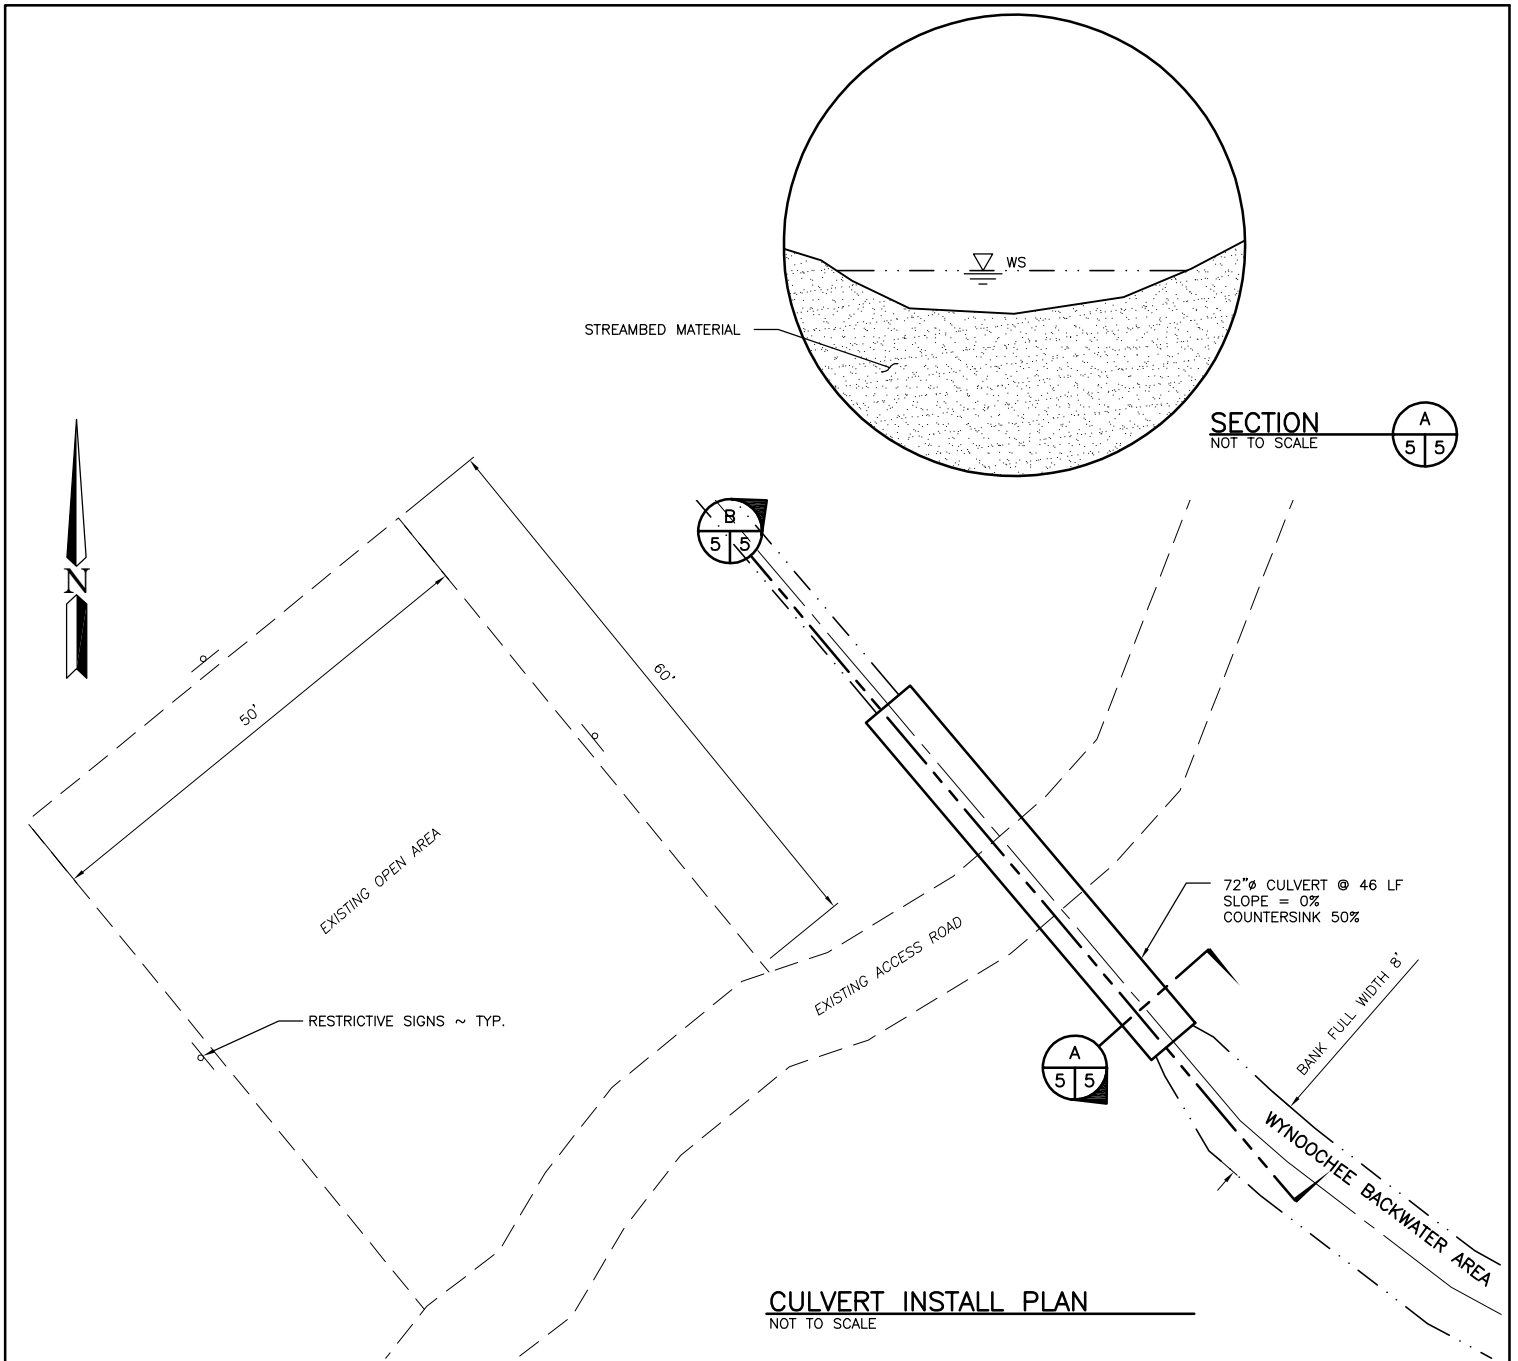 WS
STREAMBED MATERIAL
SECTION
NOT TO SCALE
A
5 5
N
B
5 5
60'
50'
EXISTING OPEN AREA
72"ø CULVERT @ 46 LF
SLOPE = 0%
COUNTERSINK 50%
EXISTING ACCESS ROAD
BANK FULL WIDTH 8'
RESTRICTIVE SIGNS ~ TYP.
A
5 5
WYNOOCHEE BACKWATER AREA
CULVERT INSTALL PLAN
NOT TO SCALE